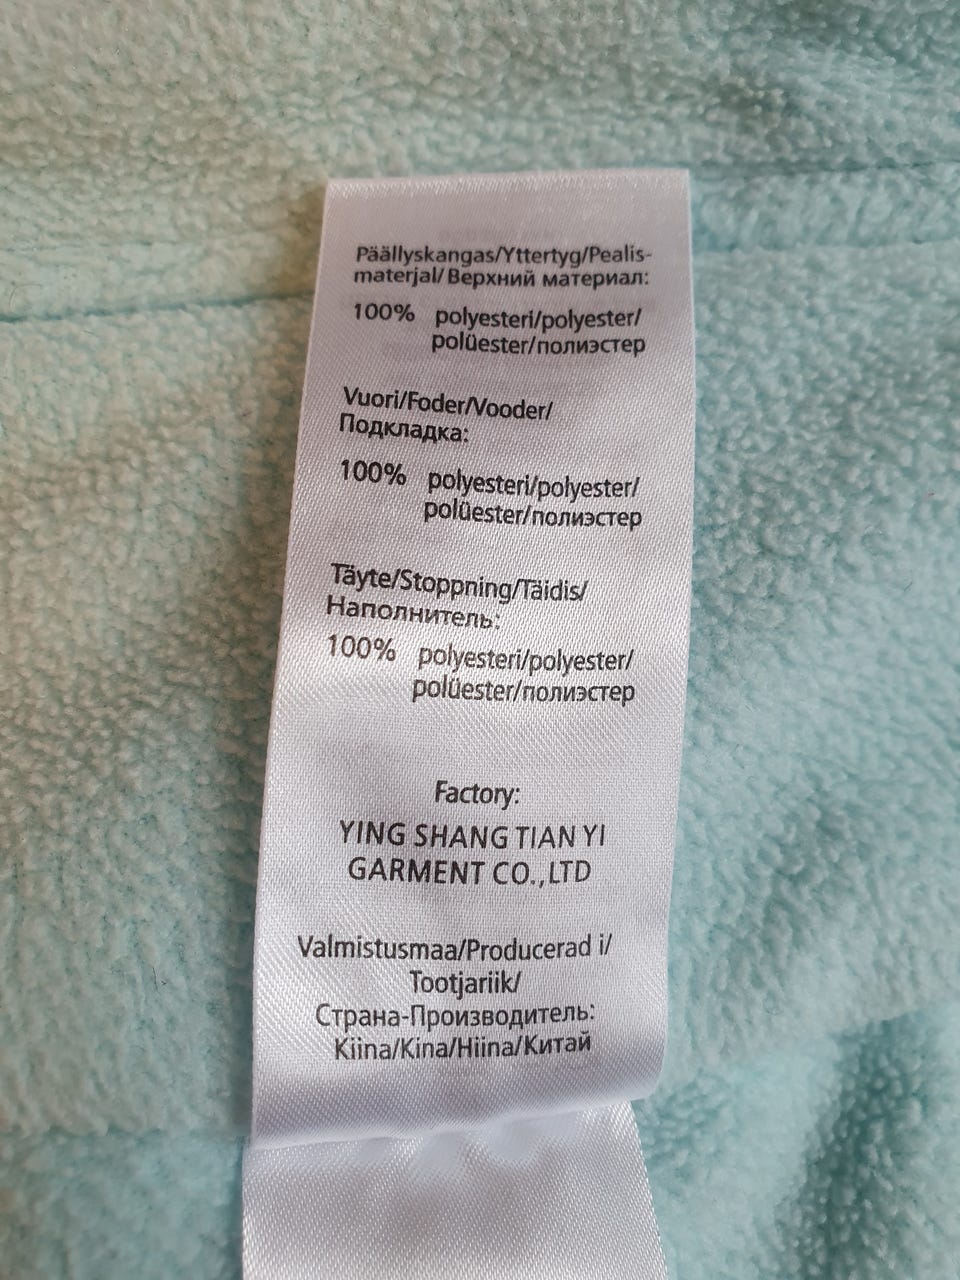 Päällyskangas/Yttertyg/Pealis-
materjal/Верхний материал:
100% polyesteri/polyester/
polüester/полиэстер
Vuori/Foder/Vooder/
Подкладка:
100% polyesteri/polyester/
polüester/полиэстер
Täyte/Stoppning/Täidis/
Наполнитель:
100% polyesteri/polyester/
polüester/полиэстер
Factory:
YING SHANG TIAN YI
GARMENT CO.,LTD
Valmistusmaa/Producerad i/
Tootjariik/
Страна-Производитель:
Kiina/Kina/Hiina/Китай